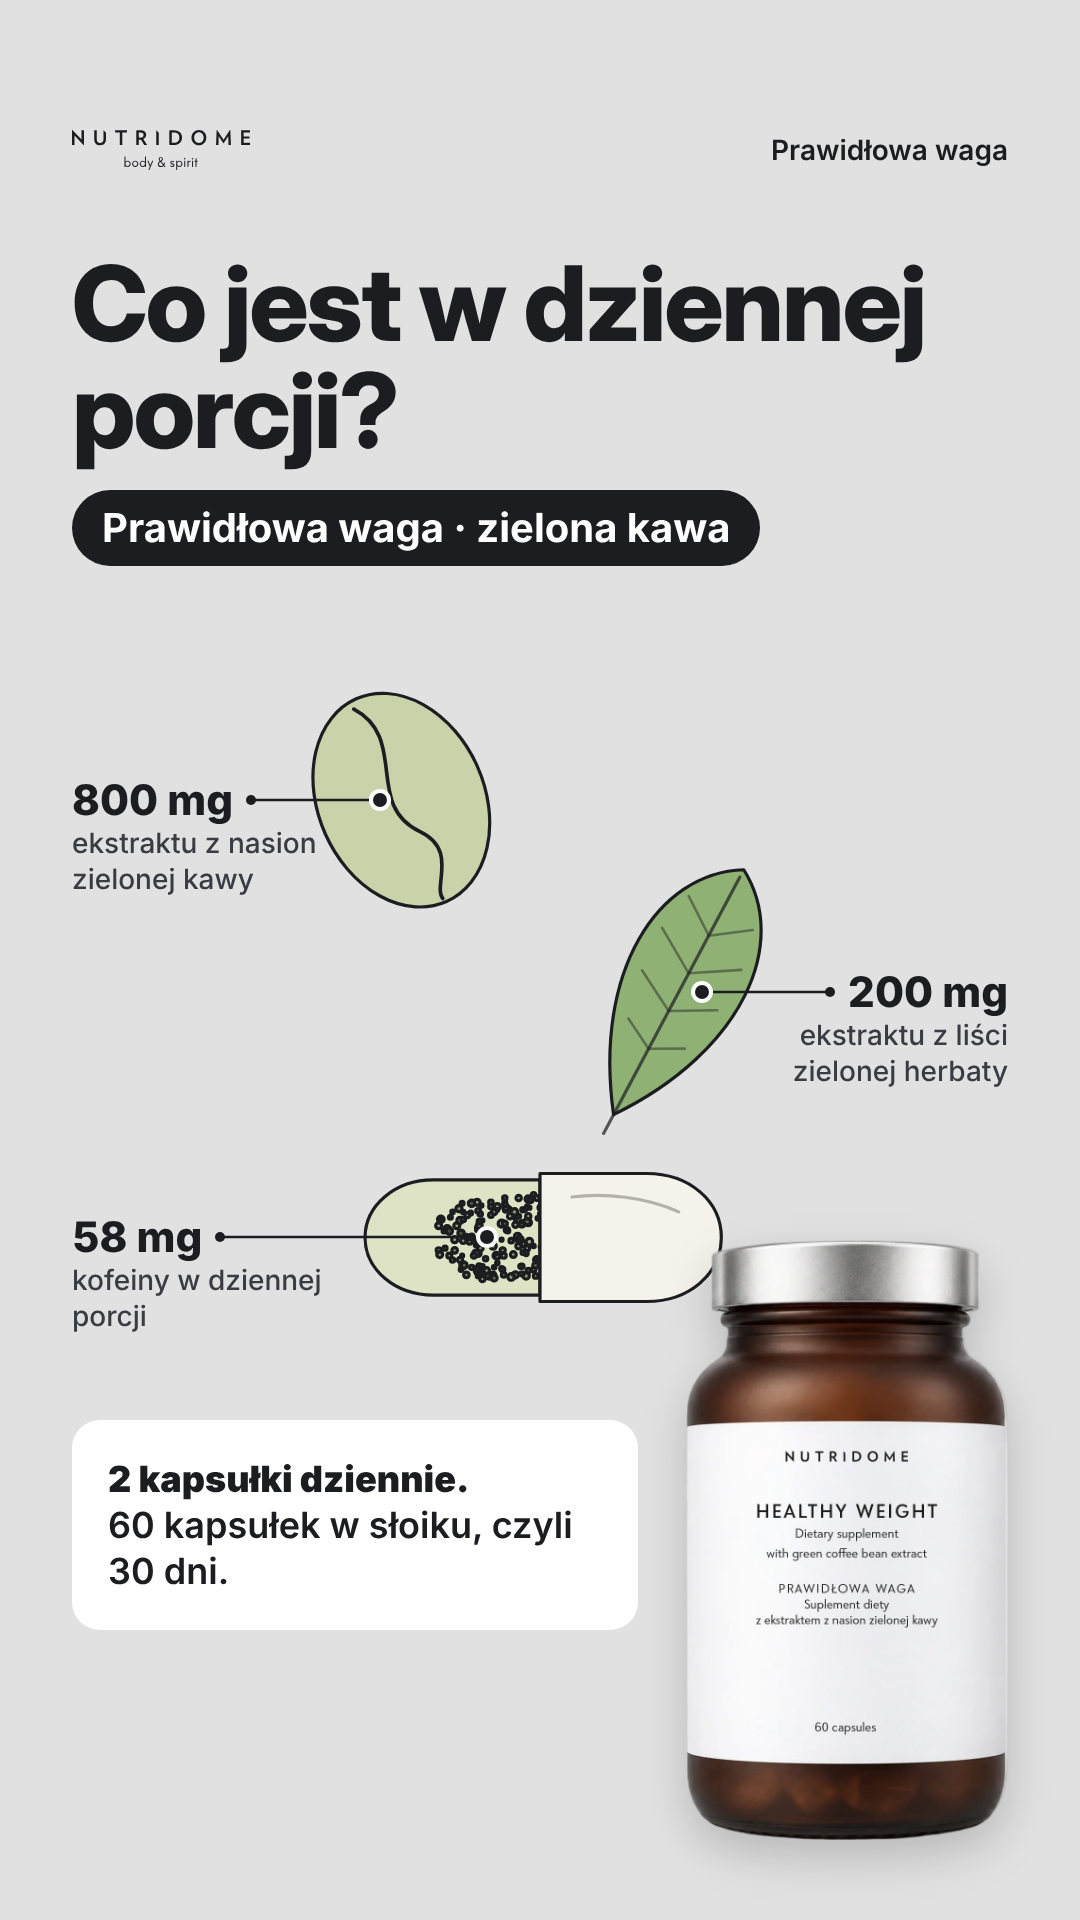 NUTRIDOME
body & spirit
Prawidłowa waga
Co jest w dziennej
porcji?
Prawidłowa waga · zielona kawa
800 mg
ekstraktu z nasion
zielonej kawy
200 mg
ekstraktu z liści
zielonej herbaty
58 mg
kofeiny w dziennej
porcji
2 kapsułki dziennie.
60 kapsułek w słoiku, czyli
30 dni.
NUTRIDOME
HEALTHY WEIGHT
Dietary supplement
with green coffee bean extract
PRAWIDŁOWA WAGA
Suplement diety
z ekstraktem z nasion zielonej kawy
60 capsules